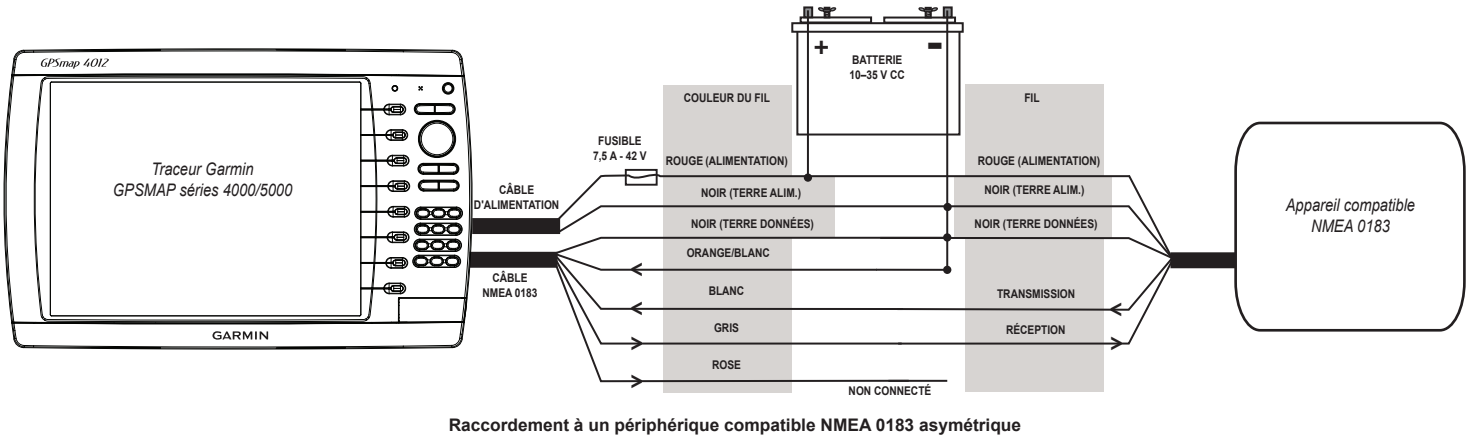 GPSmap 4012
Traceur Garmin
GPSMAP séries 4000/5000
GARMIN
CÂBLE
D'ALIMENTATION
CÂBLE
NMEA 0183
FUSIBLE
7,5 A - 42 V
COULEUR DU FIL
ROUGE (ALIMENTATION)
NOIR (TERRE ALIM.)
NOIR (TERRE DONNÉES)
ORANGE/BLANC
BLANC
GRIS
ROSE
+ -
BATTERIE
10–35 V CC
FIL
ROUGE (ALIMENTATION)
NOIR (TERRE ALIM.)
NOIR (TERRE DONNÉES)
TRANSMISSION
RÉCEPTION
NON CONNECTÉ
Appareil compatible
NMEA 0183
Raccordement à un périphérique compatible NMEA 0183 asymétrique